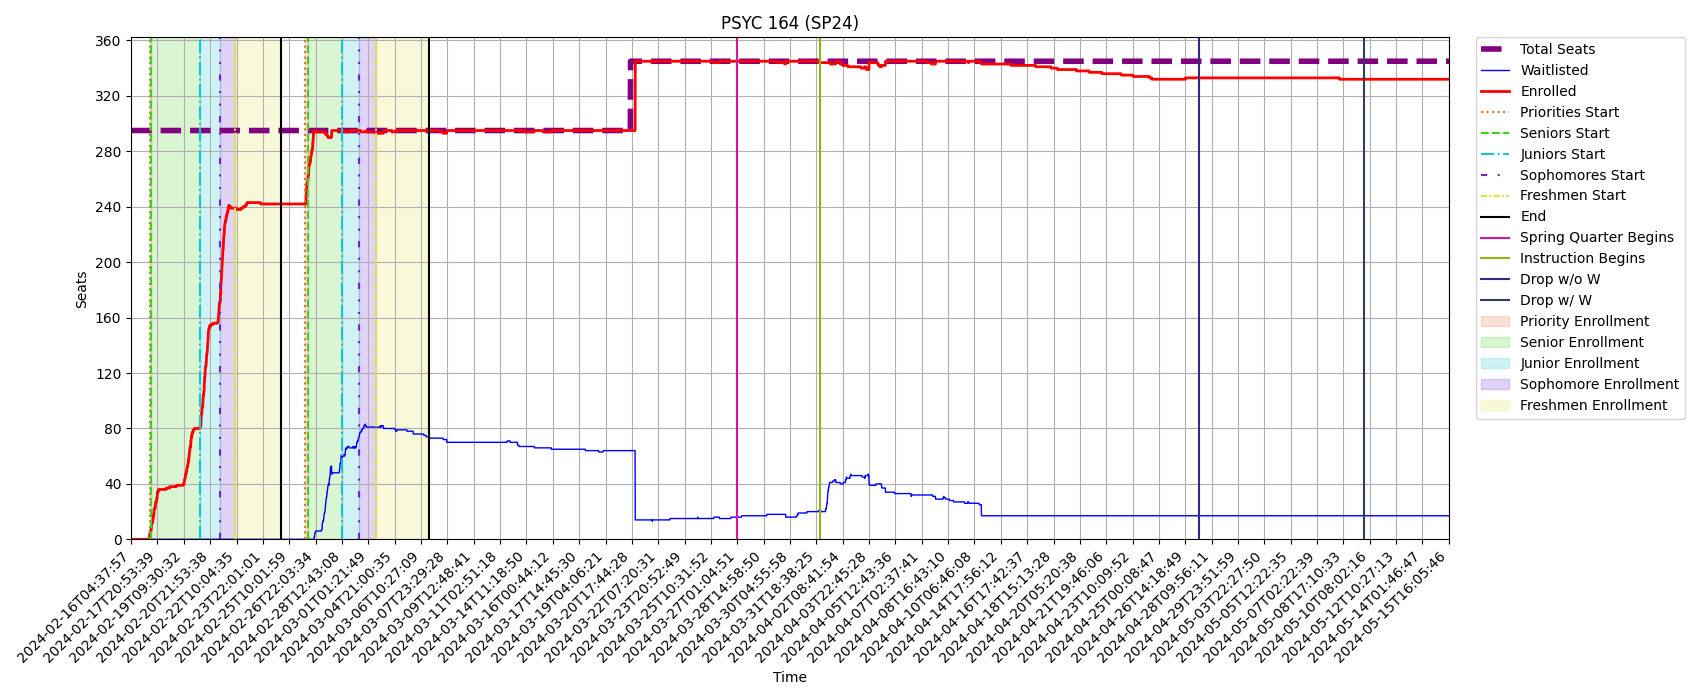 PSYC 164 (SP24)
Seats
360
320
280
240
200
160
120
80
40
0
2024-02-16T04:37:57
2024-02-17T20:53:39
2024-02-19T09:30:32
2024-02-20T21:53:38
2024-02-22T10:04:35
2024-02-23T22:01:01
2024-02-25T10:01:59
2024-02-26T22:03:34
2024-02-28T12:43:08
2024-03-01T01:21:49
2024-03-04T21:00:35
2024-03-06T10:27:09
2024-03-07T23:29:28
2024-03-11T02:48:41
2024-03-14T02:51:18
2024-03-14T11:18:50
2024-03-16T00:44:12
2024-03-17T14:45:30
2024-03-19T04:06:21
2024-03-20T17:44:28
2024-03-22T07:20:31
2024-03-23T20:52:49
2024-03-25T10:31:52
2024-03-27T01:04:51
2024-03-28T14:58:50
2024-03-30T04:55:58
2024-03-31T18:38:25
2024-04-02T08:41:54
2024-04-03T22:45:28
2024-04-05T12:43:36
2024-04-07T02:37:41
2024-04-08T16:43:10
2024-04-10T06:46:08
2024-04-14T17:56:12
2024-04-16T17:42:37
2024-04-18T15:13:28
2024-04-20T05:20:38
2024-04-21T19:46:06
2024-04-23T10:09:52
2024-04-25T00:08:47
2024-04-26T14:18:49
2024-04-28T09:56:11
2024-04-29T23:51:59
2024-05-03T22:27:50
2024-05-05T12:22:35
2024-05-07T02:22:39
2024-05-08T17:10:33
2024-05-10T08:02:16
2024-05-12T10:27:13
2024-05-14T01:46:47
2024-05-15T16:05:46
Time
Total Seats
Waitlisted
Enrolled
Priorities Start
Seniors Start
Juniors Start
Sophomores Start
Freshmen Start
End
Spring Quarter Begins
Instruction Begins
Drop w/o W
Drop w/ W
Priority Enrollment
Senior Enrollment
Junior Enrollment
Sophomore Enrollment
Freshmen Enrollment